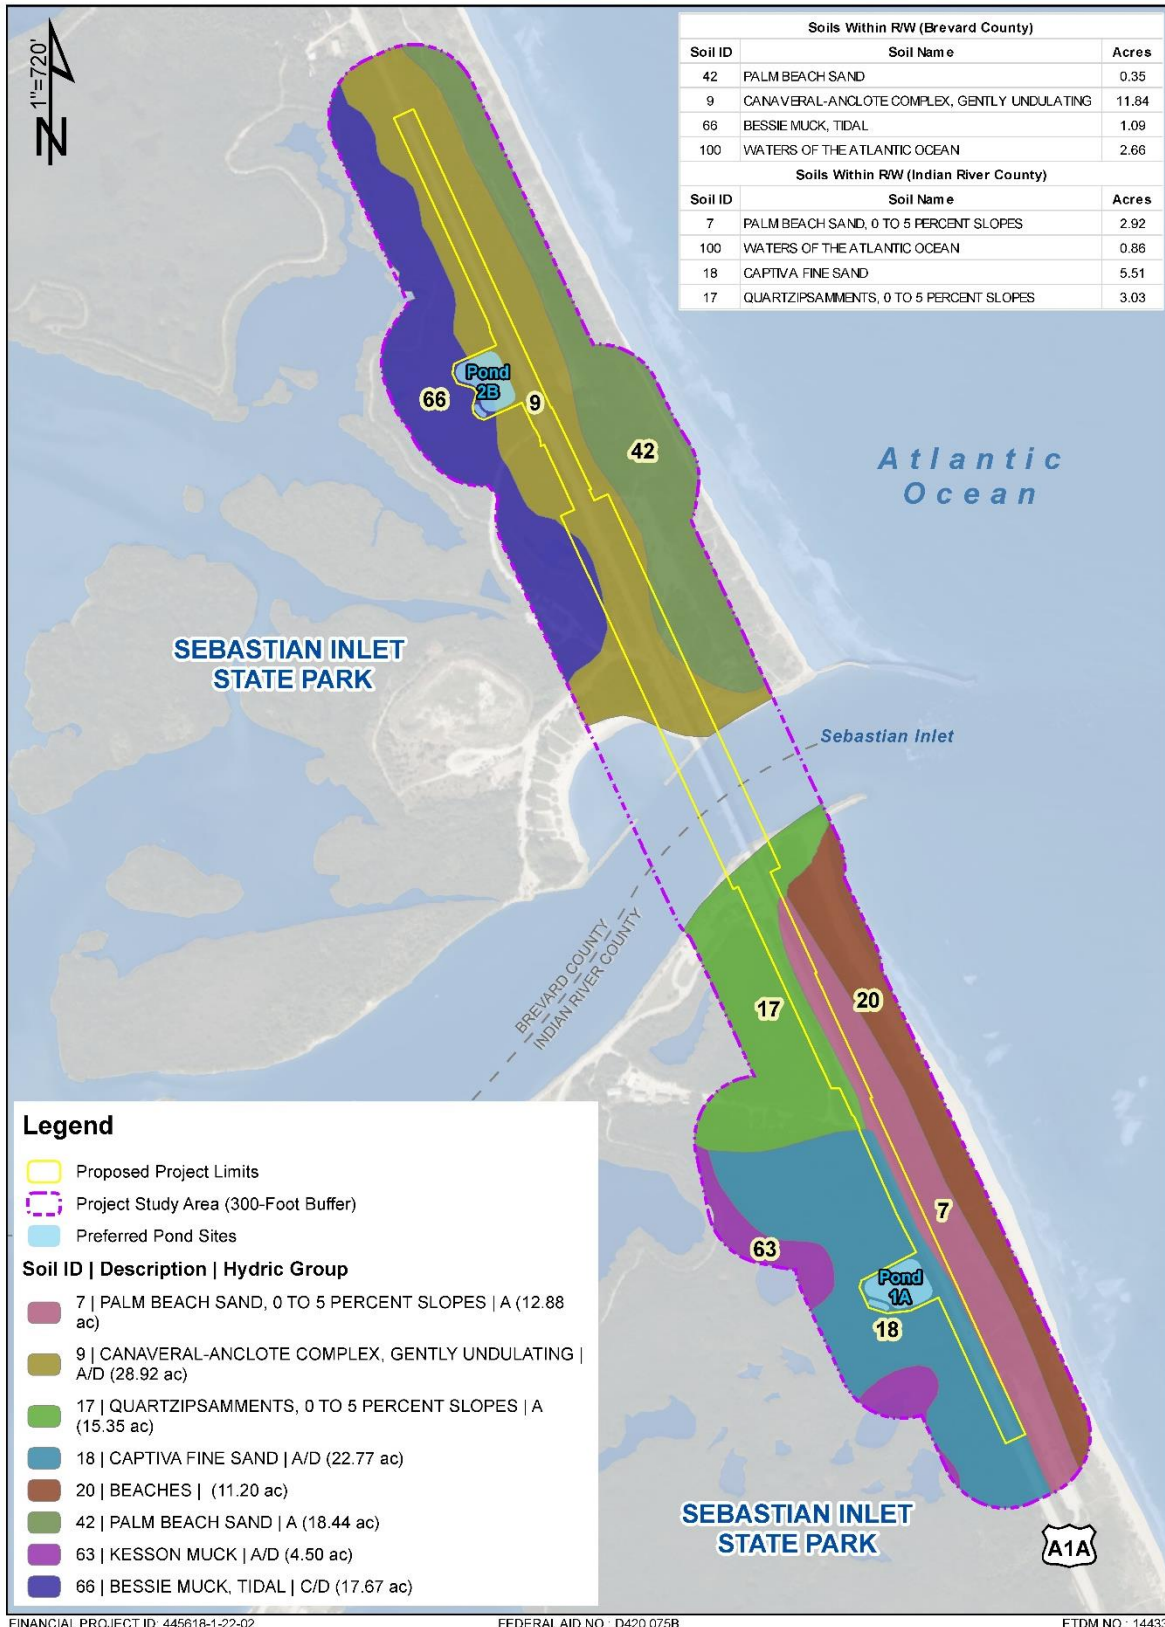 1"=720'
N
Soils Within R/W (Brevard County)
Soil ID Soil Name Acres
42 PALM BEACH SAND 0.35
9 CANAVERAL-ANCLOTE COMPLEX, GENTLY UNDULATING 11.84
66 BESSIE MUCK, TIDAL 1.09
100 WATERS OF THE ATLANTIC OCEAN 2.66
Soils Within R/W (Indian River County)
Soil ID Soil Name Acres
7 PALM BEACH SAND, 0 TO 5 PERCENT SLOPES 2.92
100 WATERS OF THE ATLANTIC OCEAN 0.86
18 CAPTIVA FINE SAND 5.51
17 QUARTZIPSAMMENTS, 0 TO 5 PERCENT SLOPES 3.03
Pond
2B
66
9
42
Atlantic
Ocean
SEBASTIAN INLET
STATE PARK
Sebastian Inlet
BREVARD COUNTY
INDIAN RIVER COUNTY
17
20
7
63
Pond
1A
18
SEBASTIAN INLET
STATE PARK
A1A
Legend
Proposed Project Limits
Project Study Area (300-Foot Buffer)
Preferred Pond Sites
Soil ID | Description | Hydric Group
7 | PALM BEACH SAND, 0 TO 5 PERCENT SLOPES | A (12.88
ac)
9 | CANAVERAL-ANCLOTE COMPLEX, GENTLY UNDULATING |
A/D (28.92 ac)
17 | QUARTZIPSAMMENTS, 0 TO 5 PERCENT SLOPES | A
(15.35 ac)
18 | CAPTIVA FINE SAND | A/D (22.77 ac)
20 | BEACHES | (11.20 ac)
42 | PALM BEACH SAND | A (18.44 ac)
63 | KESSON MUCK | A/D (4.50 ac)
66 | BESSIE MUCK, TIDAL | C/D (17.67 ac)
FINANCIAL PROJECT ID: 445618-1-22-02 FEDERAL AID NO.: D420 075B ETDM NO.: 14433